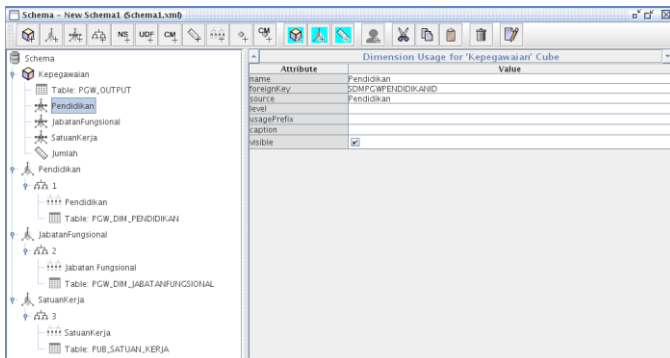 Schema - New Schema1 (Schema1.xml)
NS UDF CM CM
Schema
Kepegawaian
Table: PGW_OUTPUT
Pendidikan
JabatanFungsional
SatuanKerja
Jumlah
Pendidikan
1
Pendidikan
Table: PGW_DIM_PENDIDIKAN
JabatanFungsional
2
Jabatan Fungsional
Table: PGW_DIM_JABATANFUNGSIONAL
SatuanKerja
3
SatuanKerja
Table: PUB_SATUAN_KERJA
Dimension Usage for 'Kepegawaian' Cube
Attribute Value
name Pendidikan
foreignKey SDMPGWPENDIDIKANID
source Pendidikan
level
usagePrefix
caption
visible